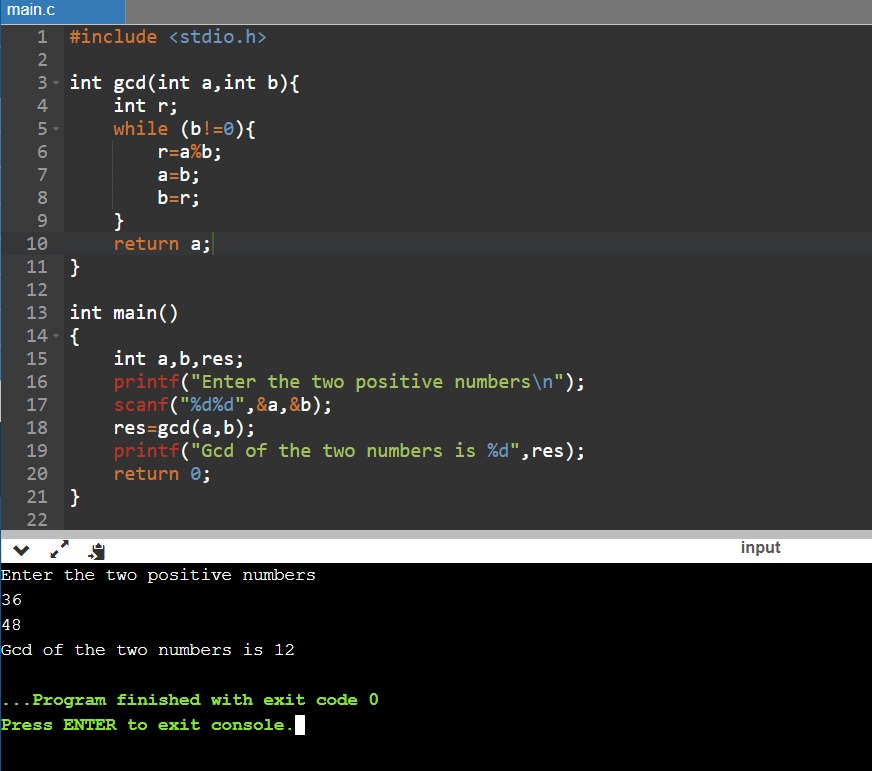 main.c
1 #include <stdio.h>
2
3 int gcd(int a,int b){
4     int r;
5     while (b!=0){
6         r=a%b;
7         a=b;
8         b=r;
9     }
10     return a;
11 }
12
13 int main()
14 {
15     int a,b,res;
16     printf("Enter the two positive numbers\n");
17     scanf("%d%d",&a,&b);
18     res=gcd(a,b);
19     printf("Gcd of the two numbers is %d",res);
20     return 0;
21 }
22
input
Enter the two positive numbers
36
48
Gcd of the two numbers is 12
...Program finished with exit code 0
Press ENTER to exit console.